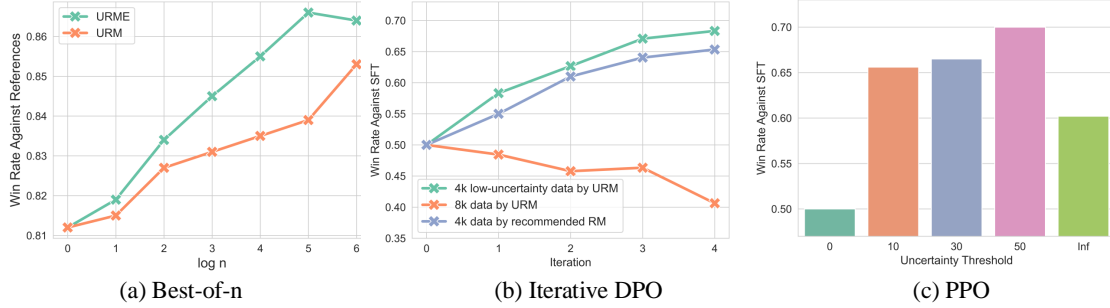 Win Rate Against References
0.86
0.85
0.84
0.83
0.82
0.81
URME
URM
0 1 2 3 4 5 6
log n
(a) Best-of-n
Win Rate Against SFT
0.70
0.65
0.60
0.55
0.50
0.45
0.40
0.35
4k low-uncertainty data by URM
8k data by URM
4k data by recommended RM
0 1 2 3 4
Iteration
(b) Iterative DPO
Win Rate Against SFT
0.70
0.65
0.60
0.55
0.50
0 10 30 50 Inf
Uncertainty Threshold
(c) PPO